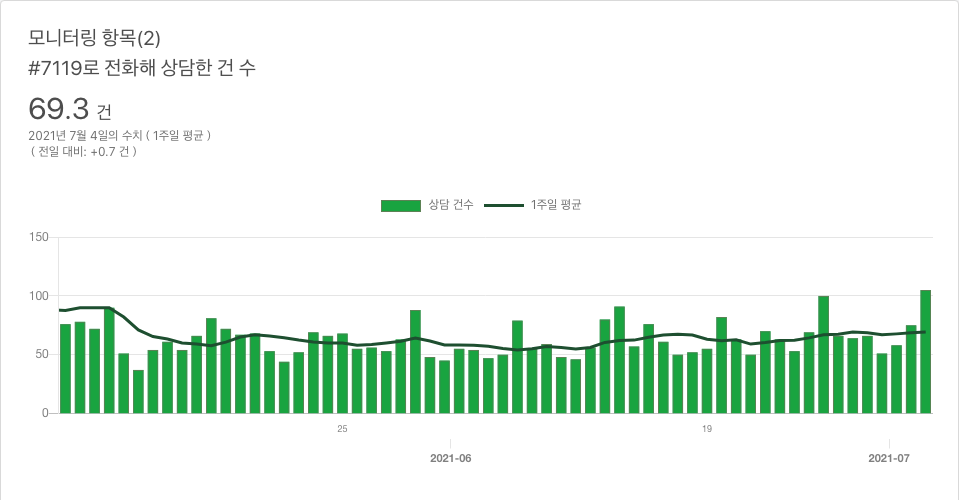 모니터링 항목(2)
#7119로 전화해 상담한 건 수
69.3 건
2021년 7월 4일의 수치 ( 1주일 평균 )
( 전일 대비: +0.7 건 )
상담 건수 1주일 평균
150
100
50
0
25 19
2021-06 2021-07